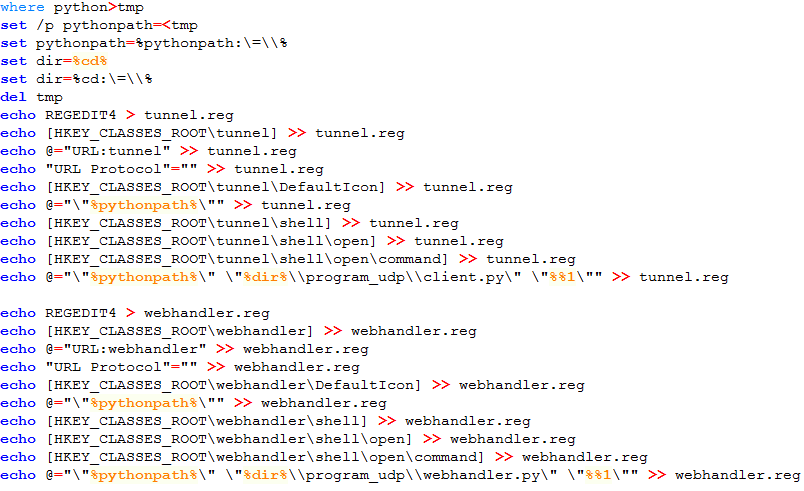 where python>tmp
set /p pythonpath=<tmp
set pythonpath=%pythonpath:\=\\%
set dir=%cd%
set dir=%cd:\=\\%
del tmp
echo REGEDIT4 > tunnel.reg
echo [HKEY_CLASSES_ROOT\tunnel] >> tunnel.reg
echo @="URL:tunnel" >> tunnel.reg
echo "URL Protocol"="" >> tunnel.reg
echo [HKEY_CLASSES_ROOT\tunnel\DefaultIcon] >> tunnel.reg
echo @="\"%pythonpath%\"" >> tunnel.reg
echo [HKEY_CLASSES_ROOT\tunnel\shell] >> tunnel.reg
echo [HKEY_CLASSES_ROOT\tunnel\shell\open] >> tunnel.reg
echo [HKEY_CLASSES_ROOT\tunnel\shell\open\command] >> tunnel.reg
echo @="\"%pythonpath%\" \"%dir%\\program_udp\\client.py\" \"%%1\"" >> tunnel.reg
echo REGEDIT4 > webhandler.reg
echo [HKEY_CLASSES_ROOT\webhandler] >> webhandler.reg
echo @="URL:webhandler" >> webhandler.reg
echo "URL Protocol"="" >> webhandler.reg
echo [HKEY_CLASSES_ROOT\webhandler\DefaultIcon] >> webhandler.reg
echo @="\"%pythonpath%\"" >> webhandler.reg
echo [HKEY_CLASSES_ROOT\webhandler\shell] >> webhandler.reg
echo [HKEY_CLASSES_ROOT\webhandler\shell\open] >> webhandler.reg
echo [HKEY_CLASSES_ROOT\webhandler\shell\open\command] >> webhandler.reg
echo @="\"%pythonpath%\" \"%dir%\\program_udp\\webhandler.py\" \"%%1\"" >> webhandler.reg